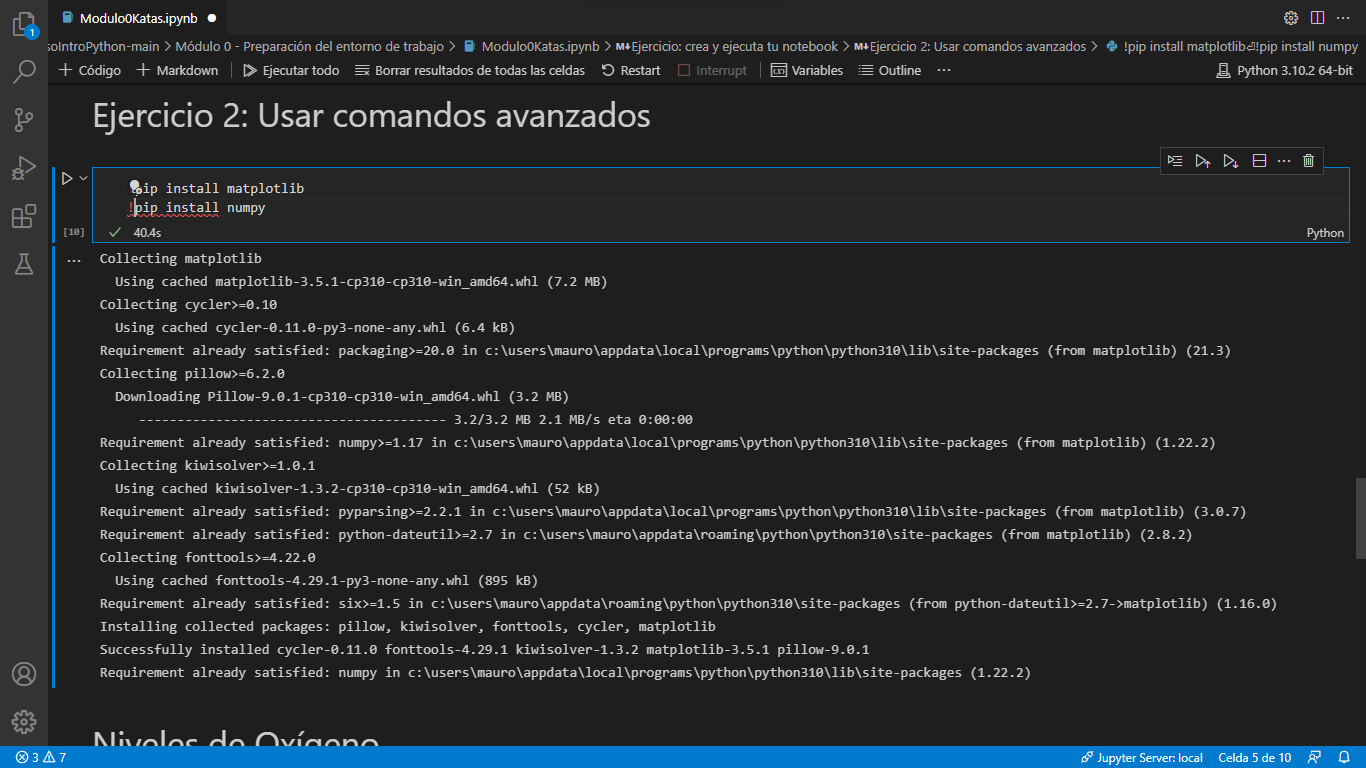 1
Modulo0Katas.ipynb
soIntroPython-main > Módulo 0 - Preparación del entorno de trabajo > Modulo0Katas.ipynb > Ejercicio: crea y ejecuta tu notebook > Ejercicio 2: Usar comandos avanzados > !pip install matplotlib⏎!pip install numpy
Código Markdown Ejecutar todo Borrar resultados de todas las celdas Restart Interrupt Variables Outline ... Python 3.10.2 64-bit
Ejercicio 2: Usar comandos avanzados
pip install matplotlib
!pip install numpy
[10] 40.4s Python
Collecting matplotlib
Using cached matplotlib-3.5.1-cp310-cp310-win_amd64.whl (7.2 MB)
Collecting cycler>=0.10
Using cached cycler-0.11.0-py3-none-any.whl (6.4 kB)
Requirement already satisfied: packaging>=20.0 in c:\users\mauro\appdata\local\programs\python\python310\lib\site-packages (from matplotlib) (21.3)
Collecting pillow>=6.2.0
Downloading Pillow-9.0.1-cp310-cp310-win_amd64.whl (3.2 MB)
---------------------------------------- 3.2/3.2 MB 2.1 MB/s eta 0:00:00
Requirement already satisfied: numpy>=1.17 in c:\users\mauro\appdata\local\programs\python\python310\lib\site-packages (from matplotlib) (1.22.2)
Collecting kiwisolver>=1.0.1
Using cached kiwisolver-1.3.2-cp310-cp310-win_amd64.whl (52 kB)
Requirement already satisfied: pyparsing>=2.2.1 in c:\users\mauro\appdata\local\programs\python\python310\lib\site-packages (from matplotlib) (3.0.7)
Requirement already satisfied: python-dateutil>=2.7 in c:\users\mauro\appdata\roaming\python\python310\site-packages (from matplotlib) (2.8.2)
Collecting fonttools>=4.22.0
Using cached fonttools-4.29.1-py3-none-any.whl (895 kB)
Requirement already satisfied: six>=1.5 in c:\users\mauro\appdata\roaming\python\python310\site-packages (from python-dateutil>=2.7->matplotlib) (1.16.0)
Installing collected packages: pillow, kiwisolver, fonttools, cycler, matplotlib
Successfully installed cycler-0.11.0 fonttools-4.29.1 kiwisolver-1.3.2 matplotlib-3.5.1 pillow-9.0.1
Requirement already satisfied: numpy in c:\users\mauro\appdata\local\programs\python\python310\lib\site-packages (1.22.2)
Niveles de Oxígeno
3 7 Jupyter Server: local Celda 5 de 10